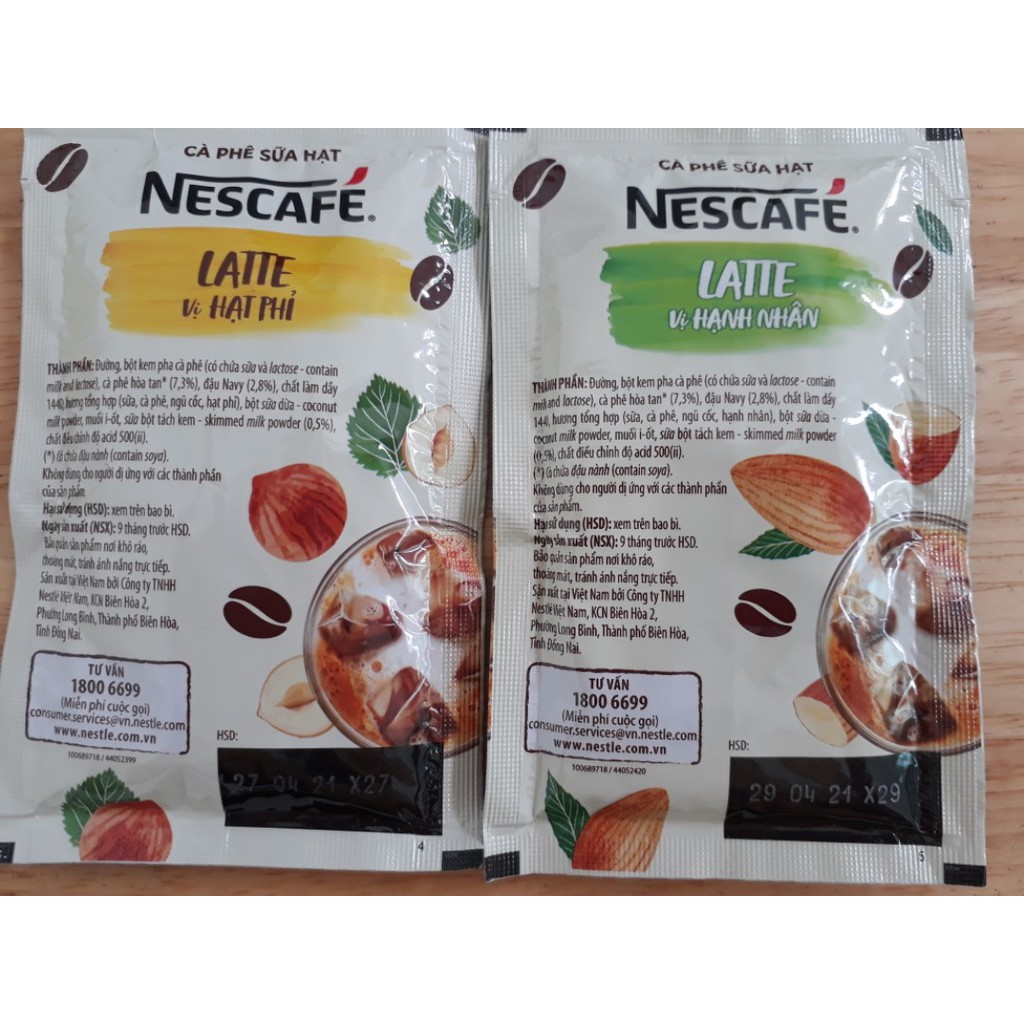 CÀ PHÊ SỮA HẠT
NESCAFÉ®
LATTE
Vị HẠT PHỈ
THÀNH PHẦN: Đường, bột kem pha cà phê (có chứa sữa và lactose - contain
milk and lactose), cà phê hòa tan* (7,3%), đậu Navy (2,8%), chất làm dầy
1440, hương tổng hợp (sữa, cà phê, ngũ cốc, hạt phỉ), bột sữa dừa - coconut
milk powder, muối i-ốt, sữa bột tách kem - skimmed milk powder (0,5%),
chất điều chỉnh độ acid 500(ii).
(*) Có chứa đậu nành (contain soya).
Không dùng cho người dị ứng với các thành phần
của sản phẩm.
Hạn sử dụng (HSD): xem trên bao bì.
Ngày sản xuất (NSX): 9 tháng trước HSD.
Bảo quản sản phẩm nơi khô ráo,
thoáng mát, tránh ánh nắng trực tiếp.
Sản xuất tại Việt Nam bởi Công ty TNHH
Nestlé Việt Nam, KCN Biên Hòa 2,
Phường Long Bình, Thành phố Biên Hòa,
Tỉnh Đồng Nai.
TƯ VẤN
1800 6699
(Miễn phí cuộc gọi)
consumer.services@vn.nestle.com
www.nestle.com.vn
100689718 / 44052399
HSD:
27 04 21 X27
4
CÀ PHÊ SỮA HẠT
NESCAFÉ®
LATTE
Vị HẠNH NHÂN
THÀNH PHẦN: Đường, bột kem pha cà phê (có chứa sữa và lactose - contain
milk and lactose), cà phê hòa tan* (7,3%), đậu Navy (2,8%), chất làm dầy
1440, hương tổng hợp (sữa, cà phê, ngũ cốc, hạnh nhân), bột sữa dừa -
coconut milk powder, muối i-ốt, sữa bột tách kem - skimmed milk powder
(0,5%), chất điều chỉnh độ acid 500(ii).
(*) Có chứa đậu nành (contain soya).
Không dùng cho người dị ứng với các thành phần
của sản phẩm.
Hạn sử dụng (HSD): xem trên bao bì.
Ngày sản xuất (NSX): 9 tháng trước HSD.
Bảo quản sản phẩm nơi khô ráo,
thoáng mát, tránh ánh nắng trực tiếp.
Sản xuất tại Việt Nam bởi Công ty TNHH
Nestlé Việt Nam, KCN Biên Hòa 2,
Phường Long Bình, Thành phố Biên Hòa,
Tỉnh Đồng Nai.
TƯ VẤN
1800 6699
(Miễn phí cuộc gọi)
consumer.services@vn.nestle.com
www.nestle.com.vn
100689718 / 44052420
HSD:
29 04 21 X29
5